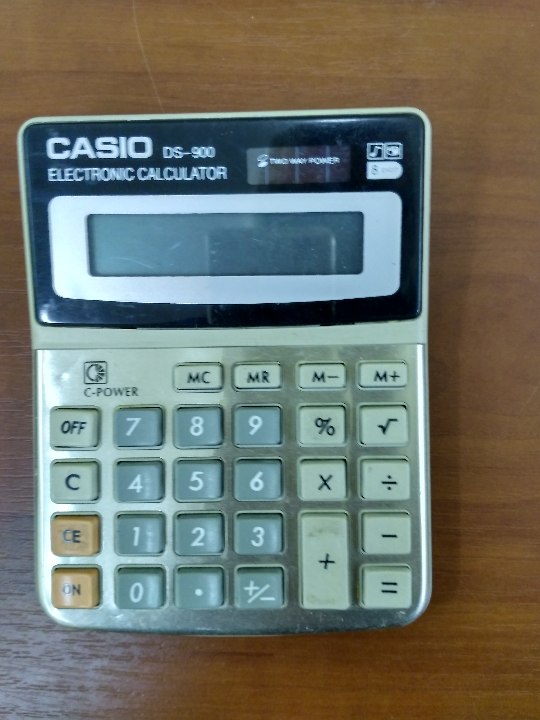 CASIO DS-900
TWO WAY POWER
ELECTRONIC CALCULATOR
C-POWER
MC MR M− M+
OFF 7 8 9 % √
C 4 5 6 X ÷
CE 1 2 3 + −
ON 0 . +/− =